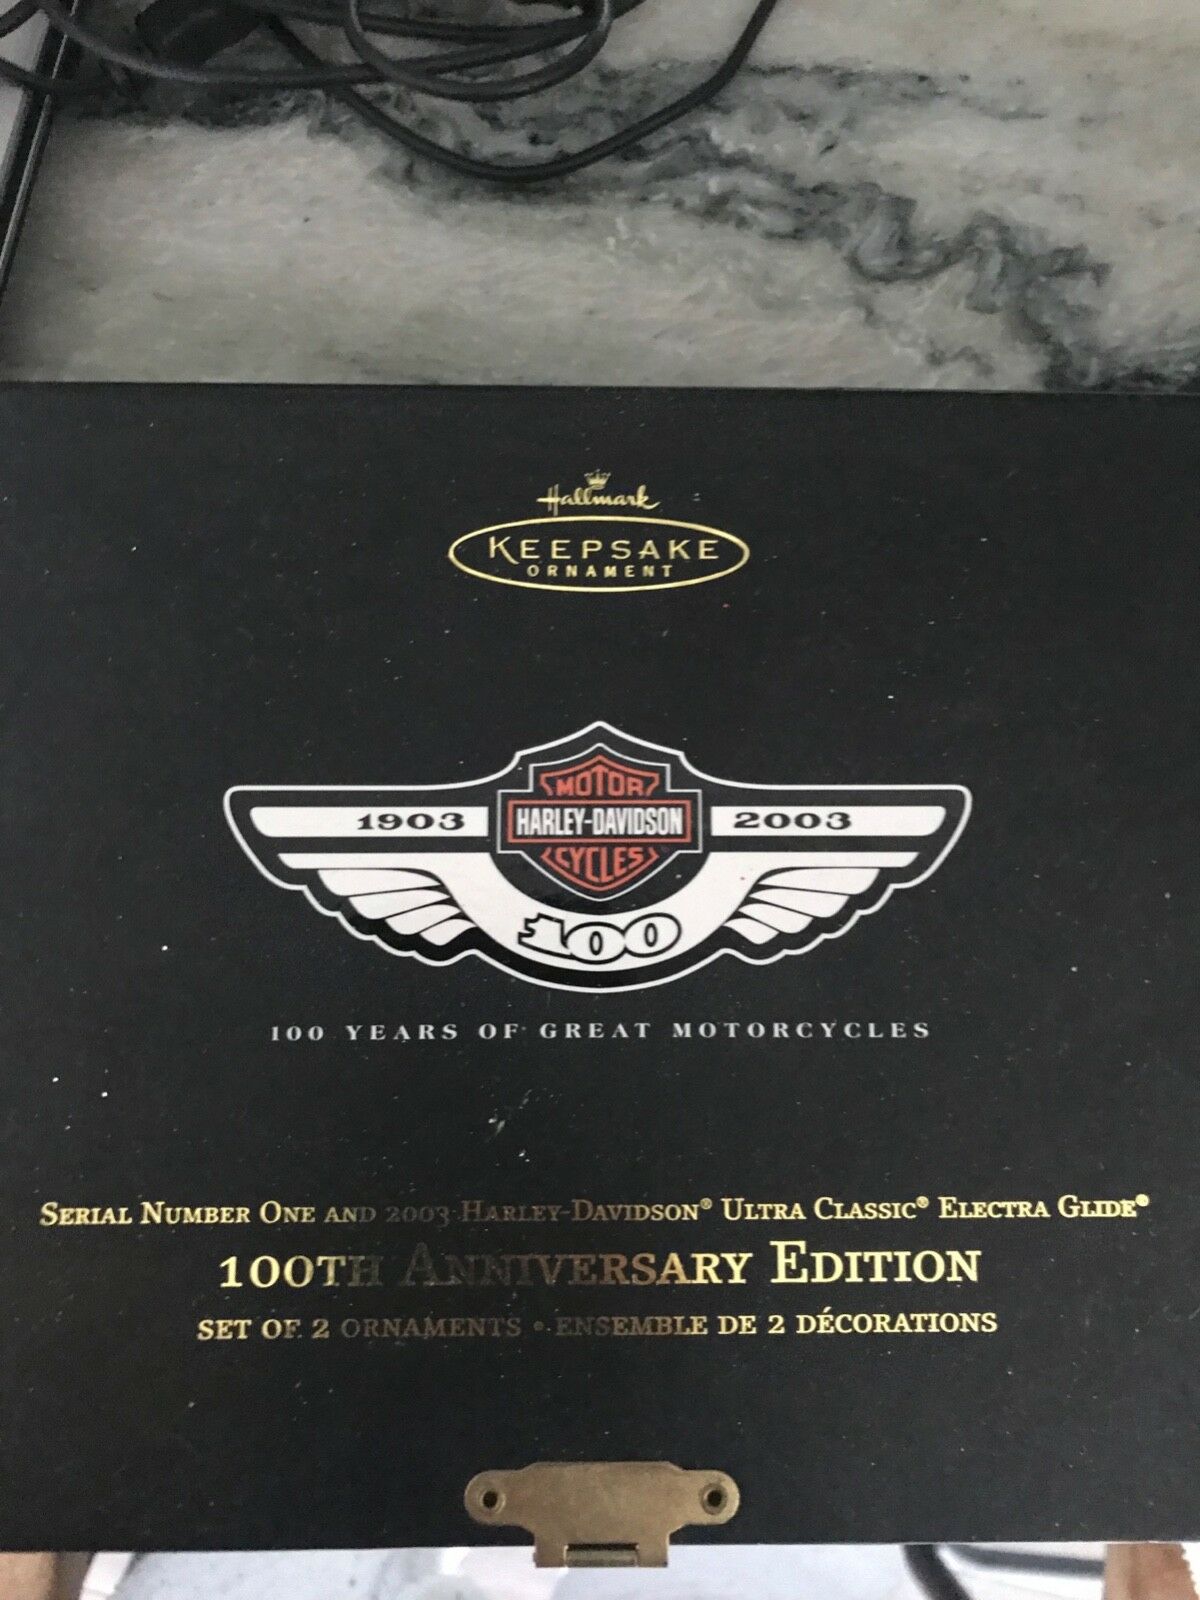 Hallmark
KEEPSAKE
ORNAMENT
MOTOR
1903 HARLEY-DAVIDSON 2003
CYCLES
100
100 YEARS OF GREAT MOTORCYCLES
SERIAL NUMBER ONE AND 2003 HARLEY-DAVIDSON® ULTRA CLASSIC® ELECTRA GLIDE®
100TH ANNIVERSARY EDITION
SET OF 2 ORNAMENTS • ENSEMBLE DE 2 DÉCORATIONS